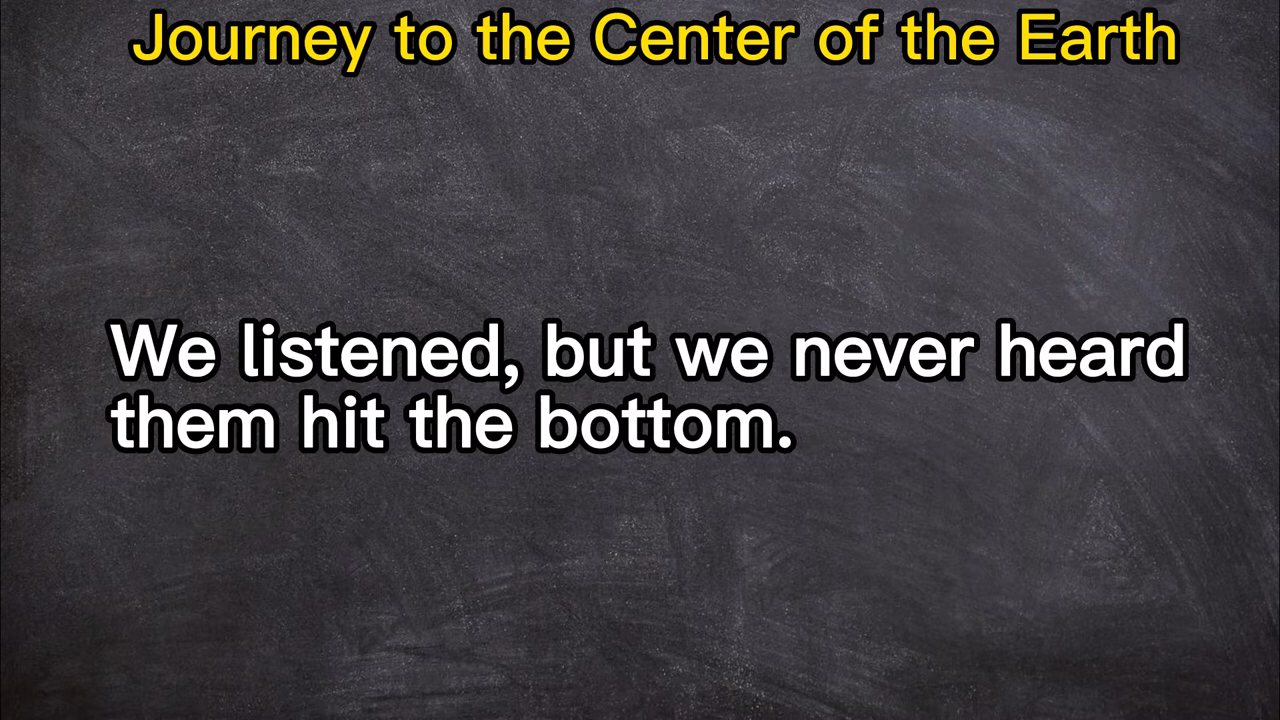 Journey to the Center of the Earth
We listened, but we never heard
them hit the bottom.